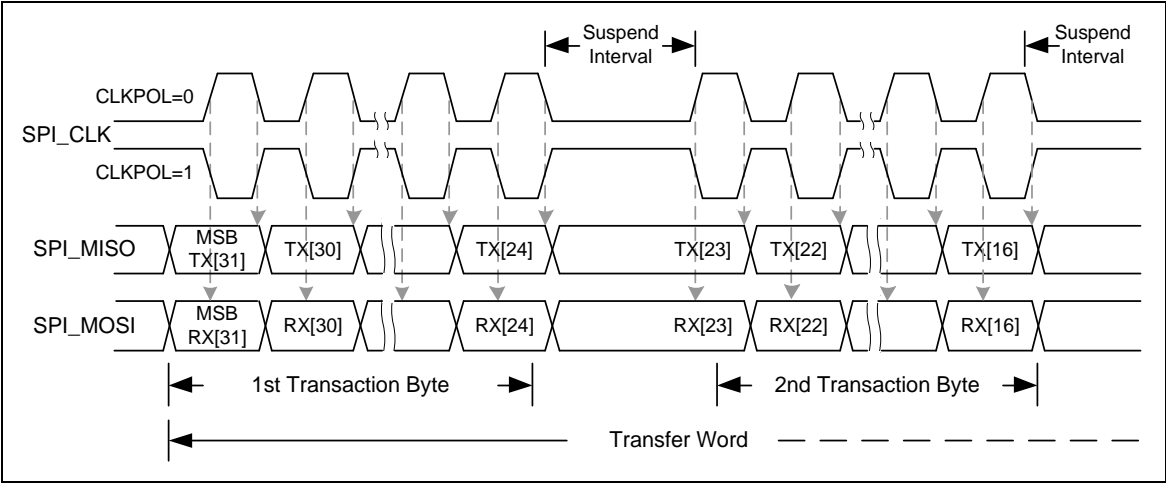 Suspend
Interval
Suspend
Interval
CLKPOL=0
SPI_CLK
CLKPOL=1
SPI_MISO
MSB
TX[31]
TX[30]
TX[24]
TX[23]
TX[22]
TX[16]
SPI_MOSI
MSB
RX[31]
RX[30]
RX[24]
RX[23]
RX[22]
RX[16]
1st Transaction Byte
2nd Transaction Byte
Transfer Word